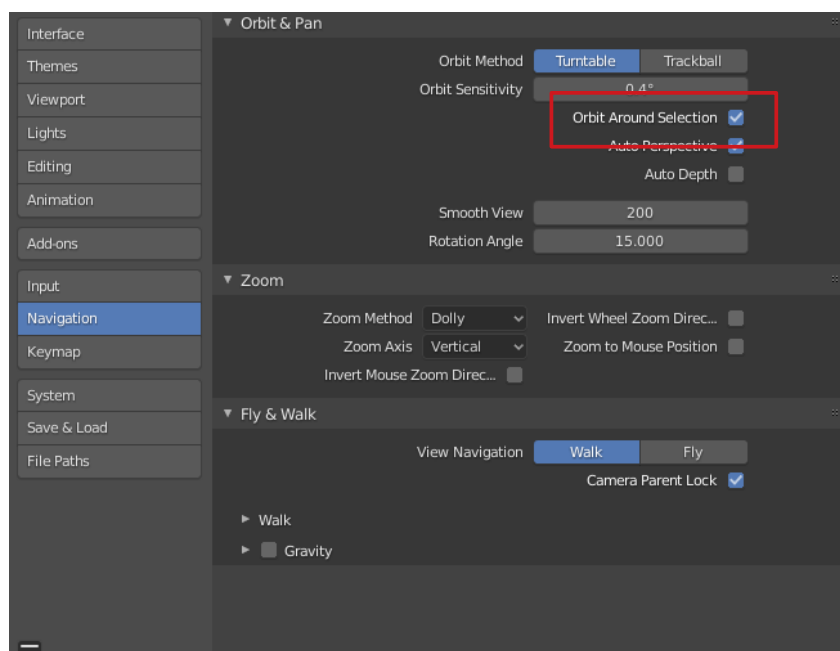 Interface
Themes
Viewport
Lights
Editing
Animation
Add-ons
Input
Navigation
Keymap
System
Save & Load
File Paths
Orbit & Pan
Orbit Method Turntable Trackball
Orbit Sensitivity 0.4°
Orbit Around Selection
Auto Perspective
Auto Depth
Smooth View 200
Rotation Angle 15.000
Zoom
Zoom Method Dolly Invert Wheel Zoom Direc...
Zoom Axis Vertical Zoom to Mouse Position
Invert Mouse Zoom Direc...
Fly & Walk
View Navigation Walk Fly
Camera Parent Lock
Walk
Gravity